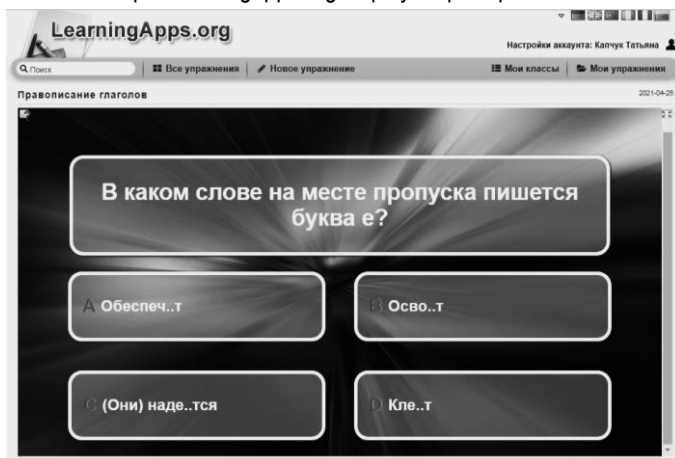 LearningApps.org
Настройки аккаунта: Капчук Татьяна
Поиск
Все упражнения
Новое упражнение
Мои классы
Мои упражнения
Правописание глаголов
2021-04-25
В каком слове на месте пропуска пишется
буква е?
A Обеспеч..т
B Осво..т
C (Они) наде..тся
D Кле..т